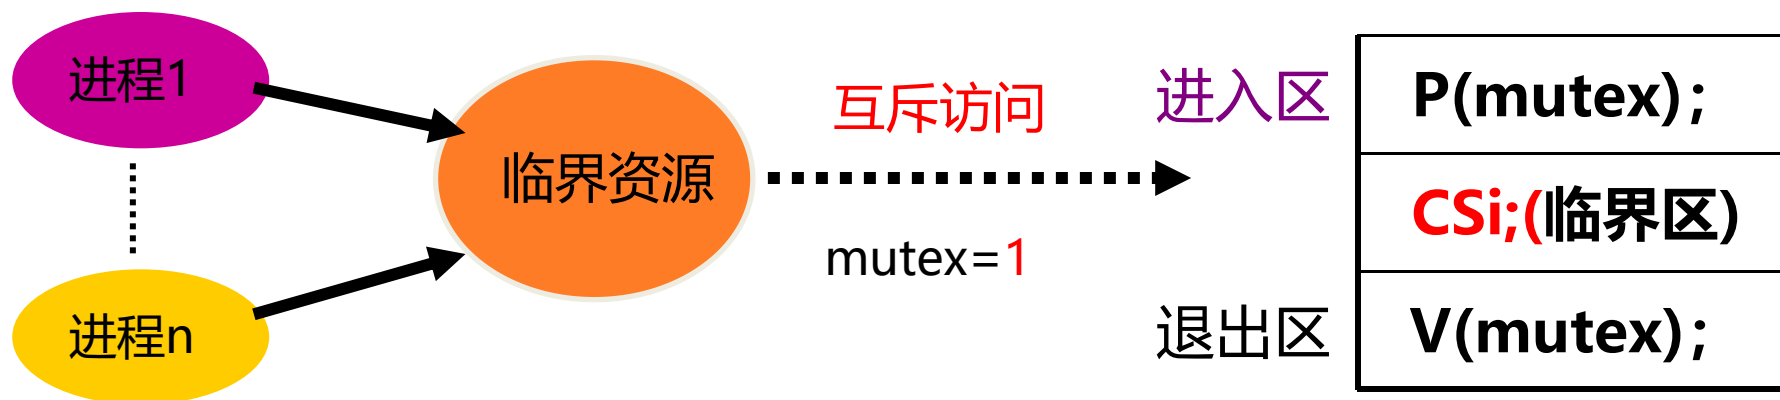 进程1
进程n
临界资源
互斥访问
mutex=1
进入区
P(mutex);
CSi;(临界区)
退出区
V(mutex);